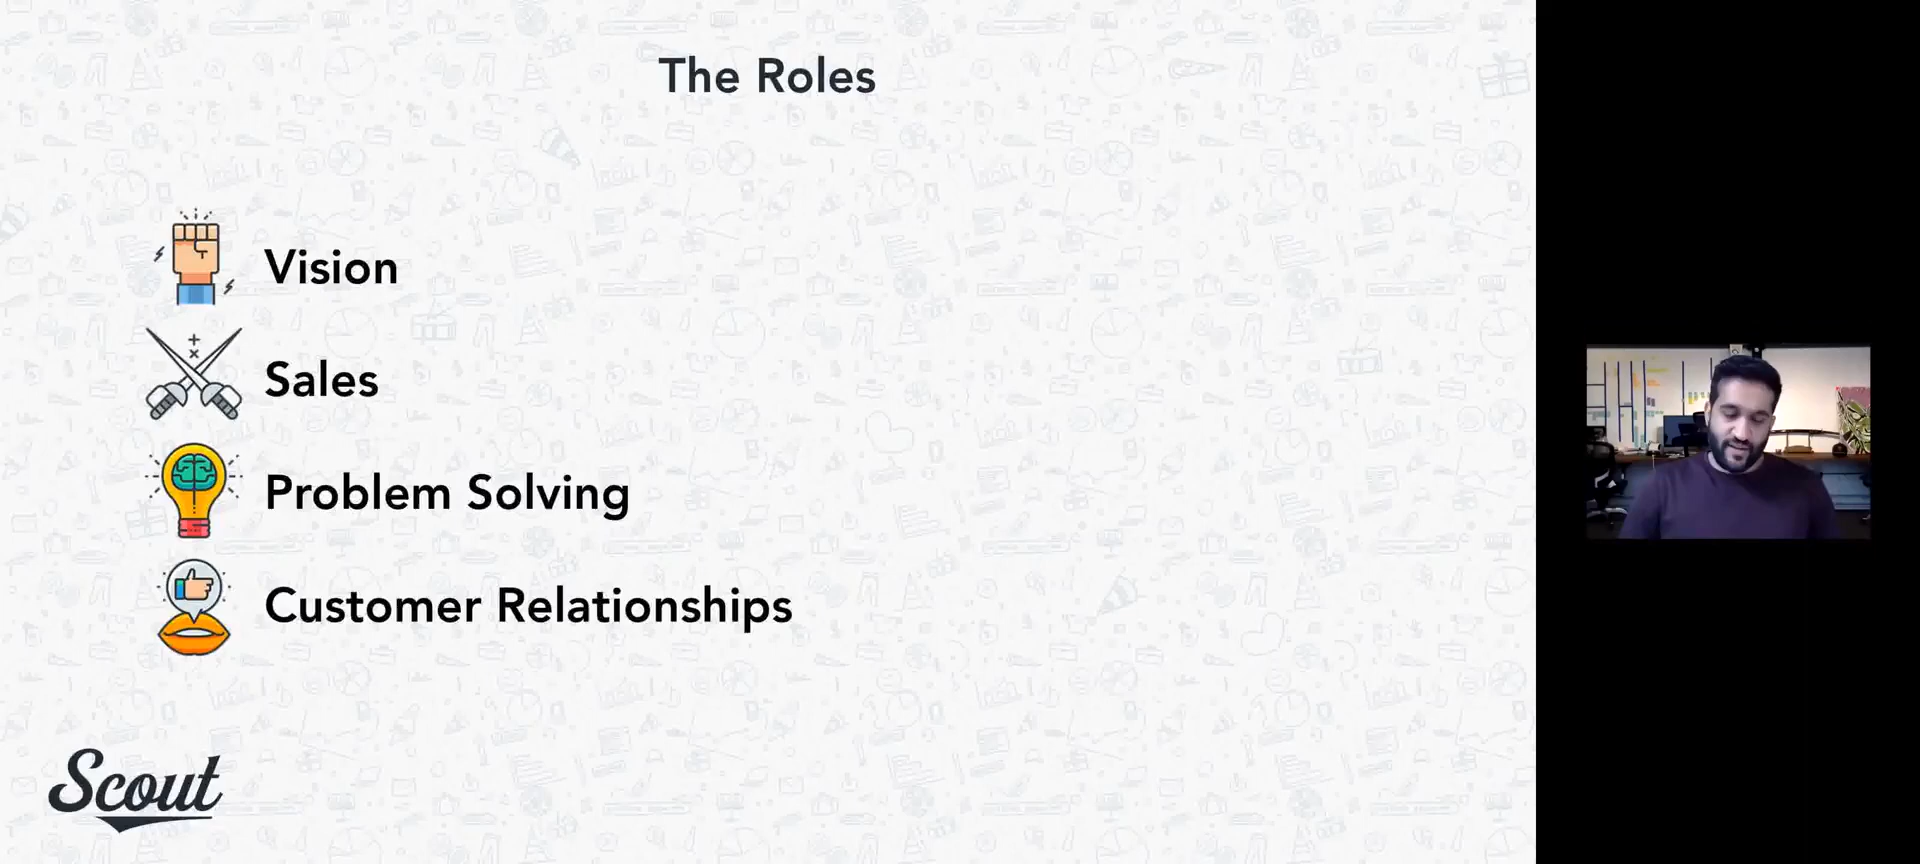 The Roles
Vision
Sales
Problem Solving
Customer Relationships
Scout